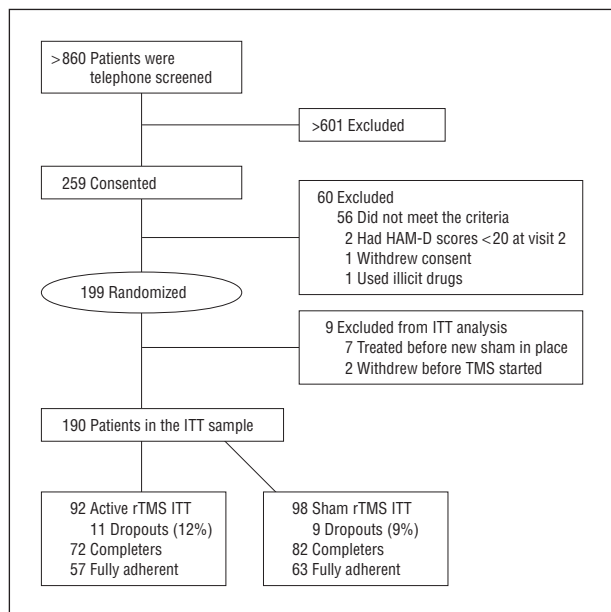 >860 Patients were
telephone screened
>601 Excluded
259 Consented
60 Excluded
56 Did not meet the criteria
2 Had HAM-D scores <20 at visit 2
1 Withdrew consent
1 Used illicit drugs
199 Randomized
9 Excluded from ITT analysis
7 Treated before new sham in place
2 Withdrew before TMS started
190 Patients in the ITT sample
92 Active rTMS ITT
11 Dropouts (12%)
72 Completers
57 Fully adherent
98 Sham rTMS ITT
9 Dropouts (9%)
82 Completers
63 Fully adherent